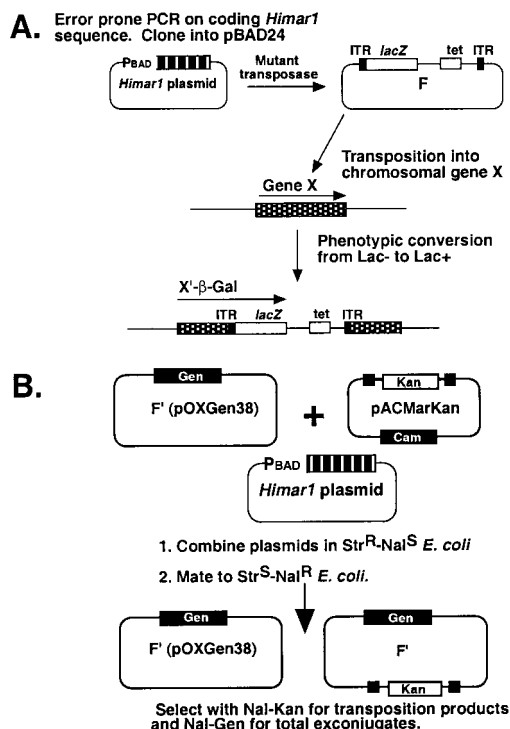 A.
Error prone PCR on coding Himar1
sequence. Clone into pBAD24
PBAD
Himar1 plasmid
Mutant
transposase
ITR lacZ tet ITR
F
Transposition into
chromosomal gene X
Gene X
Phenotypic conversion
from Lac- to Lac+
X'-β-Gal
ITR lacZ tet ITR
B.
Gen
F' (pOXGen38)
+
Kan
pACMarKan
Cam
PBAD
Himar1 plasmid
1. Combine plasmids in StrR-NalS E. coli
2. Mate to StrS-NalR E. coli.
Gen
F' (pOXGen38)
Gen
F'
Kan
Select with Nal-Kan for transposition products
and Nal-Gen for total exconjugates.